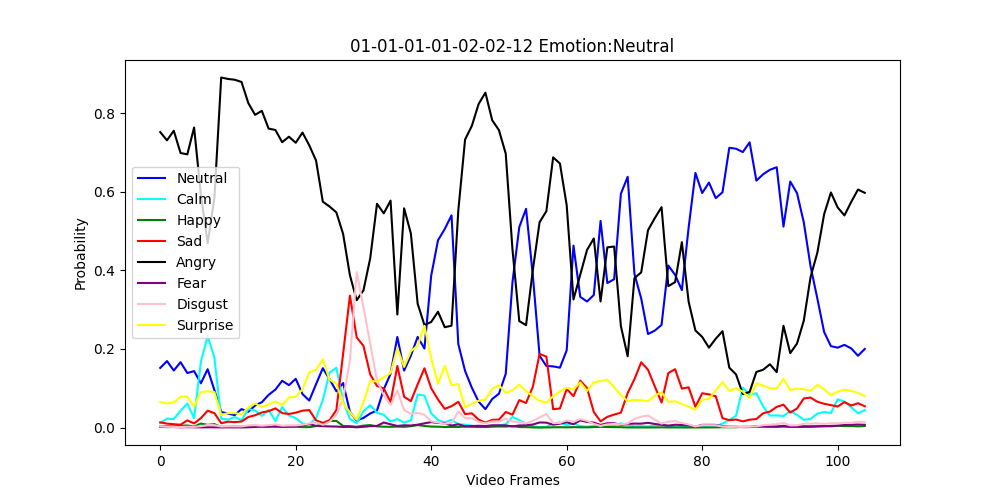 01-01-01-01-02-02-12 Emotion:Neutral
Probability
0.8
0.6
0.4
0.2
0.0
Neutral
Calm
Happy
Sad
Angry
Fear
Disgust
Surprise
0 20 40 60 80 100
Video Frames